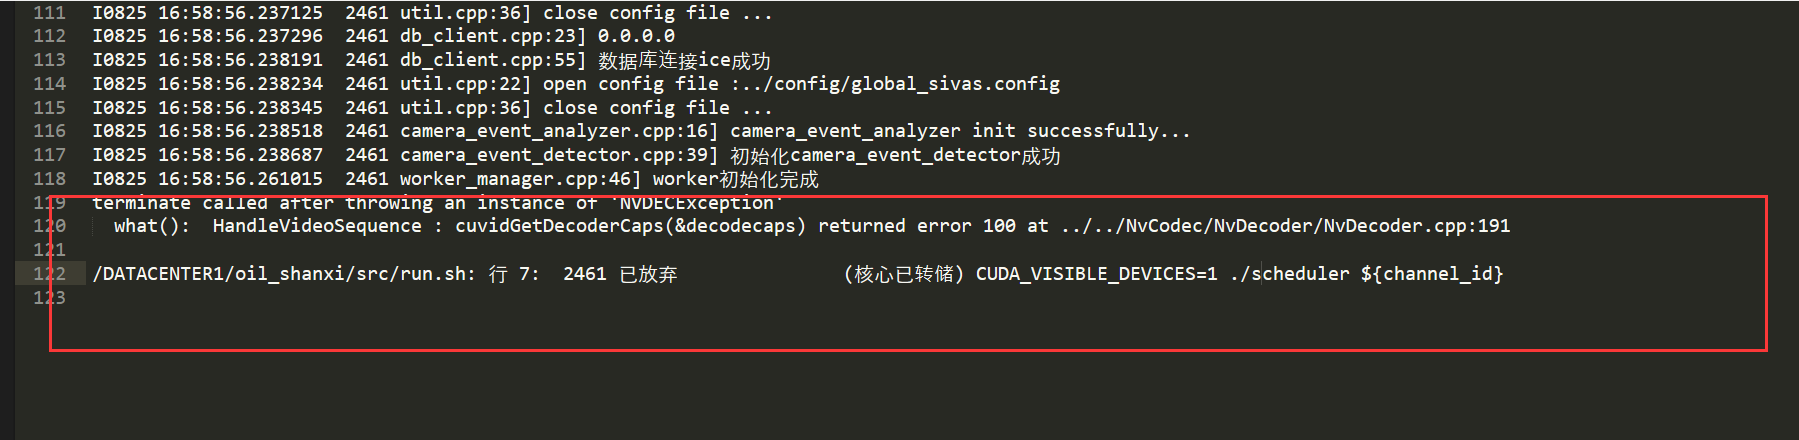 111 I0825 16:58:56.237125  2461 util.cpp:36] close config file ...
112 I0825 16:58:56.237296  2461 db_client.cpp:23] 0.0.0.0
113 I0825 16:58:56.238191  2461 db_client.cpp:55] 数据库连接ice成功
114 I0825 16:58:56.238234  2461 util.cpp:22] open config file :../config/global_sivas.config
115 I0825 16:58:56.238345  2461 util.cpp:36] close config file ...
116 I0825 16:58:56.238518  2461 camera_event_analyzer.cpp:16] camera_event_analyzer init successfully...
117 I0825 16:58:56.238687  2461 camera_event_detector.cpp:39] 初始化camera_event_detector成功
118 I0825 16:58:56.261015  2461 worker_manager.cpp:46] worker初始化完成
119 terminate called after throwing an instance of 'NVDECException'
120   what():  HandleVideoSequence : cuvidGetDecoderCaps(&decodecaps) returned error 100 at ../../NvCodec/NvDecoder/NvDecoder.cpp:191
121
122 /DATACENTER1/oil_shanxi/src/run.sh: 行 7:  2461 已放弃               (核心已转储) CUDA_VISIBLE_DEVICES=1 ./scheduler ${channel_id}
123